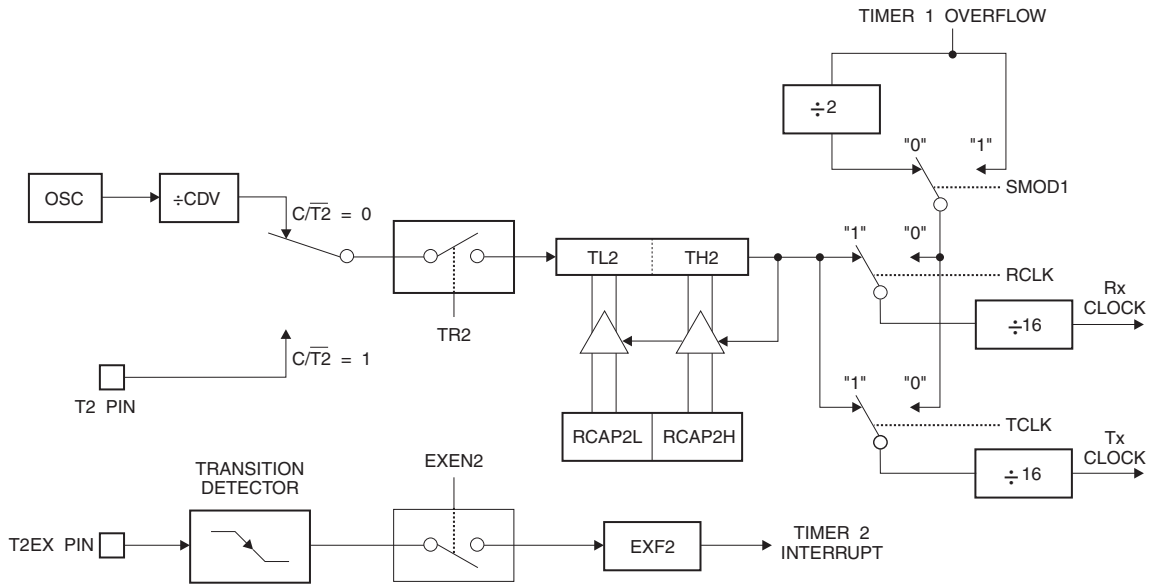 TIMER 1 OVERFLOW
÷2
"0" "1"
SMOD1
OSC
÷CDV
C/T̅2̅ = 0
TR2
TL2 TH2
"1" "0"
RCLK
Rx
CLOCK
÷16
C/T̅2̅ = 1
T2 PIN
RCAP2L RCAP2H
"1" "0"
TCLK
Tx
CLOCK
÷16
TRANSITION
DETECTOR
EXEN2
T2EX PIN
EXF2
TIMER 2
INTERRUPT